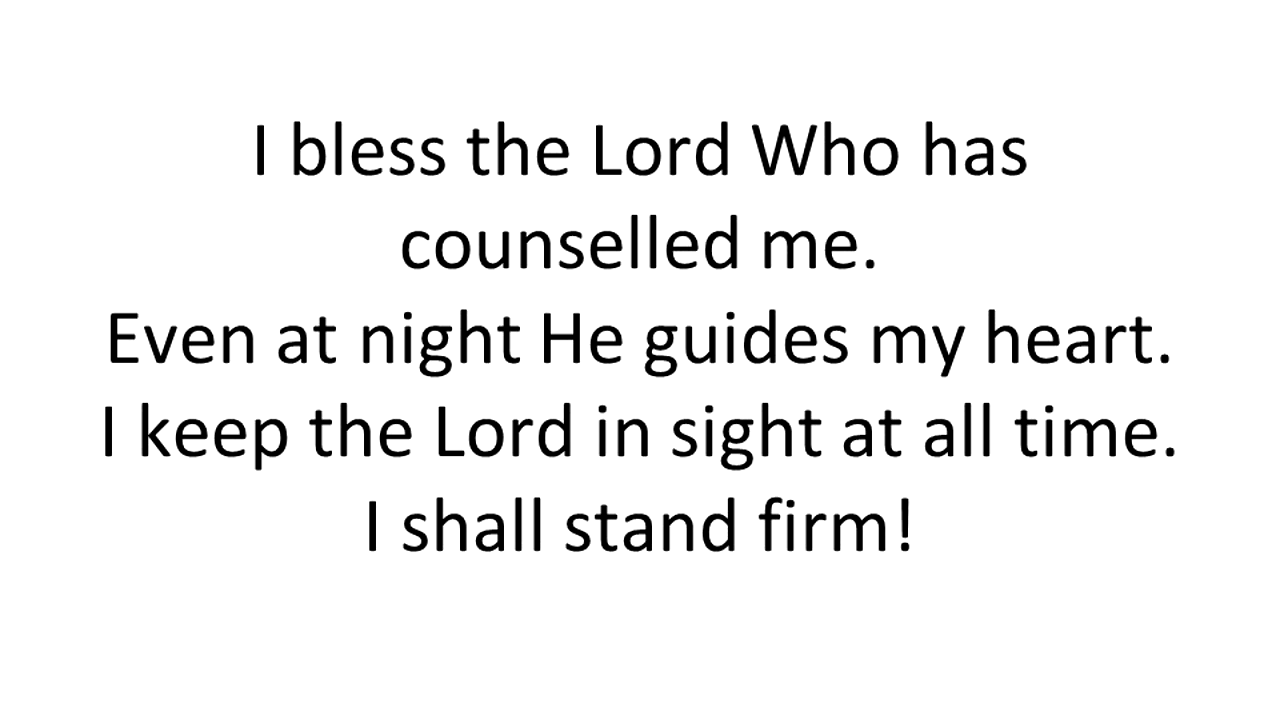 I bless the Lord Who has
counselled me.
Even at night He guides my heart.
I keep the Lord in sight at all time.
I shall stand firm!